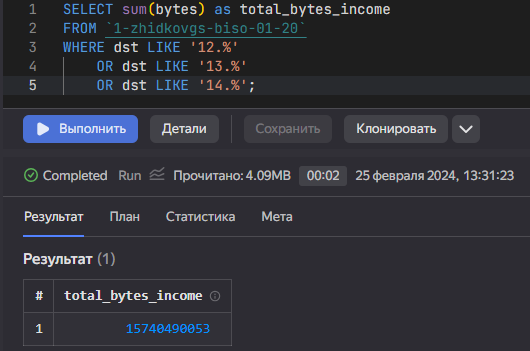 1 SELECT sum(bytes) as total_bytes_income
2 FROM `1-zhidkovgs-biso-01-20`
3 WHERE dst LIKE '12.%'
4 OR dst LIKE '13.%'
5 OR dst LIKE '14.%';
Выполнить Детали Сохранить Клонировать
Completed Run Прочитано: 4.09MB 00:02 25 февраля 2024, 13:31:23
Результат План Статистика Мета
Результат (1)
# total_bytes_income
1 15740490053